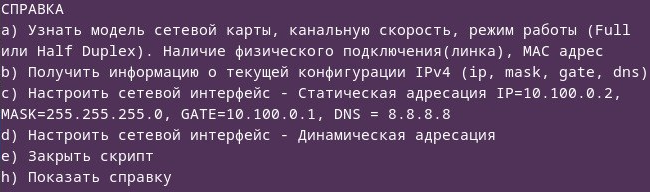 СПРАВКА
a) Узнать модель сетевой карты, канальную скорость, режим работы (Full
или Half Duplex). Наличие физического подключения(линка), MAC адрес
b) Получить информацию о текущей конфигурации IPv4 (ip, mask, gate, dns)
c) Настроить сетевой интерфейс - Статическая адресация IP=10.100.0.2,
MASK=255.255.255.0, GATE=10.100.0.1, DNS = 8.8.8.8
d) Настроить сетевой интерфейс - Динамическая адресация
e) Закрыть скрипт
h) Показать справку